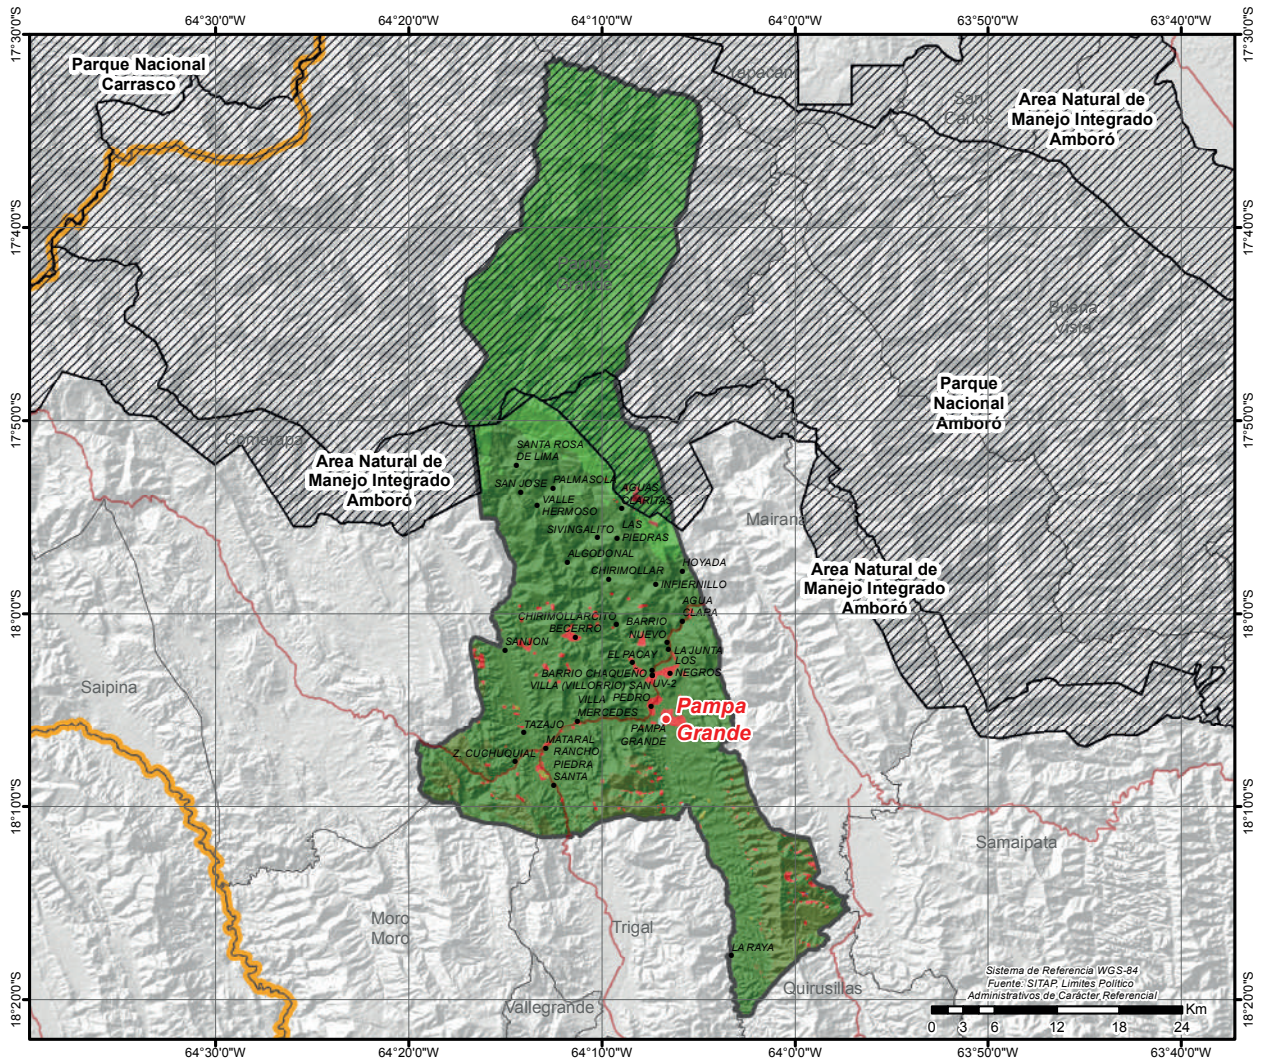 64°30'0"W
64°20'0"W
64°10'0"W
64°0'0"W
63°50'0"W
63°40'0"W
17°30'0"S
17°30'0"S
Parque Nacional
Carrasco
Yapacan
San
Carlos
Area Natural de
Manejo Integrado
Amboró
17°40'0"S
17°40'0"S
Pampa
Grande
Buena
Vista
Parque
Nacional
Amboró
17°50'0"S
17°50'0"S
Comarapa
Area Natural de
Manejo Integrado
Amboró
SANTA ROSA
DE LIMA
SAN JOSE
PALMASOLA
AGUAS
CLARITAS
VALLE
HERMOSO
SIVINGALITO
LAS
PIEDRAS
Mairana
ALGODONAL
HOYADA
CHIRIMOLLAR
INFIERNILLO
Area Natural de
Manejo Integrado
Amboró
AGUA
CLARA
18°0'0"S
18°0'0"S
CHIRIMOLLARCITO
BARRIO
NUEVO
BECERRO
SANJON
LA JUNTA
EL PACAY
LOS
NEGROS
BARRIO CHAQUEÑO
VILLA (VILLORRIO) SAN
PEDRO
UV-2
Saipina
VILLA
MERCEDES
Pampa
Grande
PAMPA
GRANDE
TAZAJO
MATARAL
Z. CUCHUQUIAL
RANCHO
PIEDRA
SANTA
18°10'0"S
18°10'0"S
Samaipata
Moro
Moro
Trigal
LA RAYA
Quirusillas
Vallegrande
Sistema de Referencia WGS-84
Fuente: SITAP, Limites Politico
Administrativos de Carácter Referencial
18°20'0"S
18°20'0"S
Km
0 3 6 12 18 24
64°30'0"W
64°20'0"W
64°10'0"W
64°0'0"W
63°50'0"W
63°40'0"W